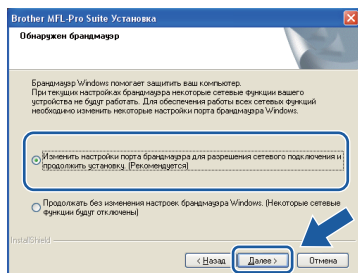 Brother MFL-Pro Suite Установка
Обнаружен брандмауэр
Брандмауэр Windows помогает защитить ваш компьютер.
При текущих настройках брандмауэра некоторые сетевые функции вашего
устройства не будут работать. Для обеспечения работы всех сетевых функций
необходимо изменить некоторые настройки порта брандмауэра Windows.
Изменить настройки порта брандмауэра для разрешения сетевого подключения и
продолжить установку. (Рекомендуется)
Продолжать без изменения настроек брандмауэра Windows. (Некоторые сетевые
функции будут отключены)
InstallShield
< Назад Далее > Отмена